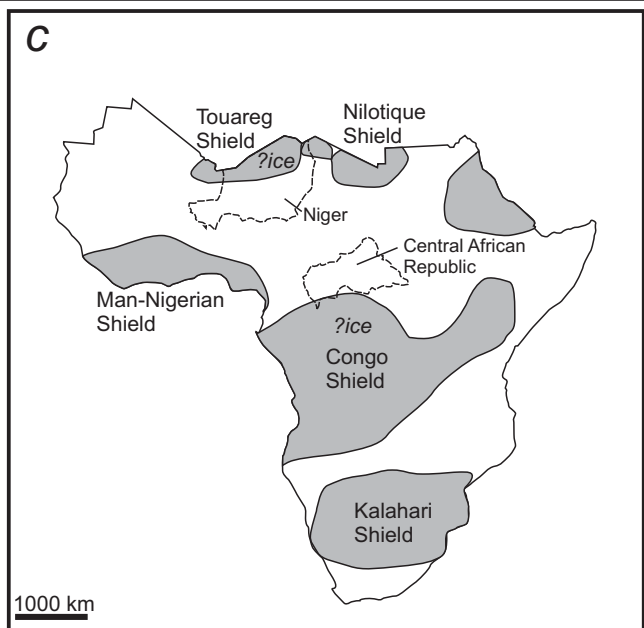 C
Touareg
Shield
Nilotique
Shield
?ice
Niger
Central African
Republic
Man-Nigerian
Shield
?ice
Congo
Shield
Kalahari
Shield
1000 km